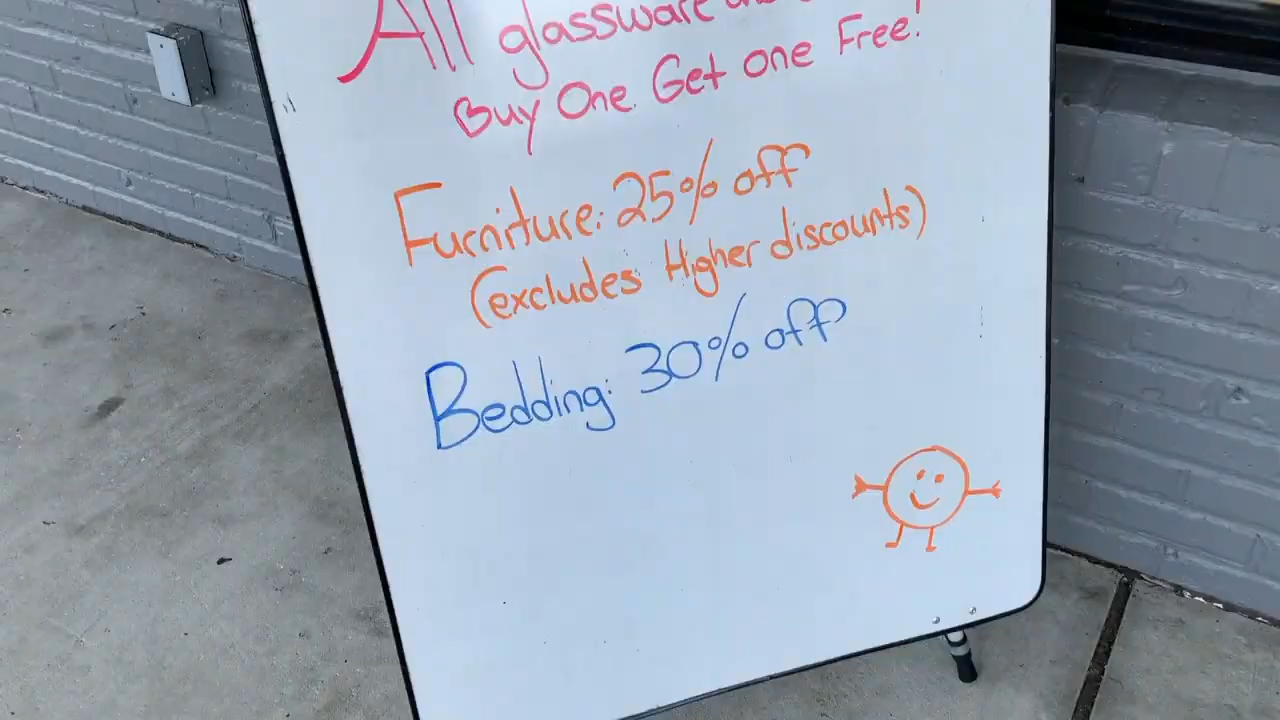 All glassware
Buy One Get one Free!
Furniture: 25% off
(excludes Higher discounts)
Bedding: 30% off